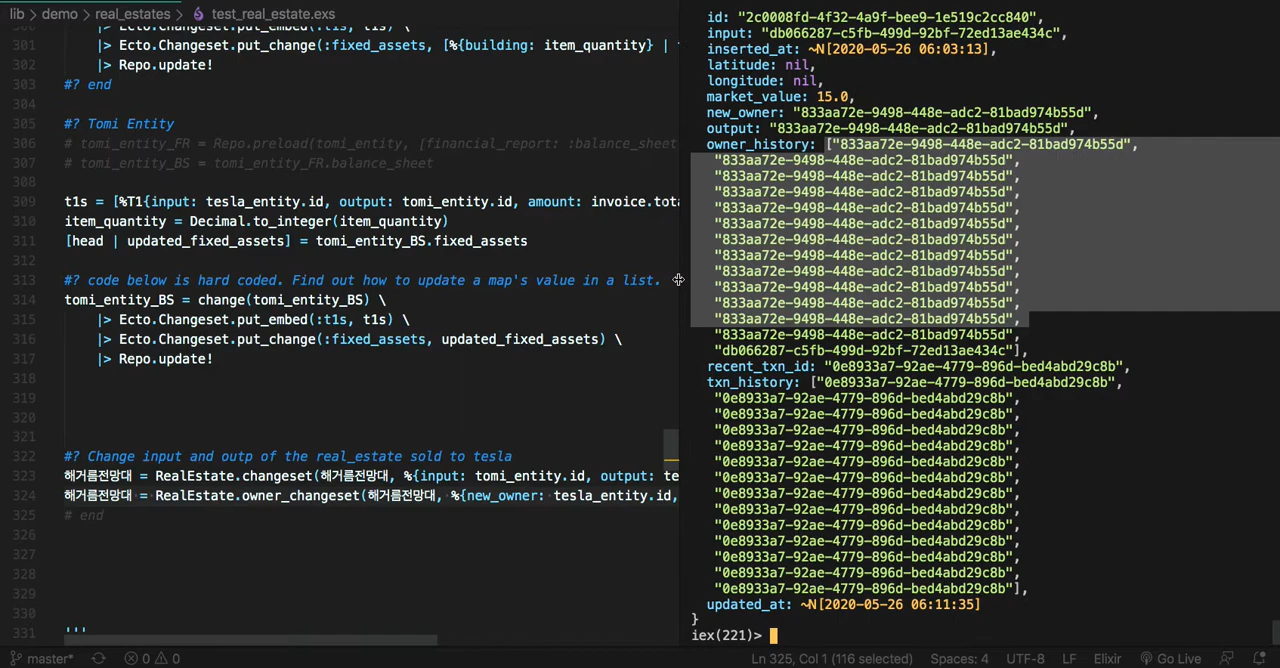 lib > demo > real_estates > test_real_estate.exs
301 |> Ecto.Changeset.put_change(:fixed_assets, [%{building: item_quantity} |
302 |> Repo.update!
303 #? end
304
305 #? Tomi Entity
306 # tomi_entity_FR = Repo.preload(tomi_entity, [financial_report: :balance_sheet
307 # tomi_entity_BS = tomi_entity_FR.balance_sheet
308
309 t1s = [%T1{input: tesla_entity.id, output: tomi_entity.id, amount: invoice.tota
310 item_quantity = Decimal.to_integer(item_quantity)
311 [head | updated_fixed_assets] = tomi_entity_BS.fixed_assets
312
313 #? code below is hard coded. Find out how to update a map's value in a list.
314 tomi_entity_BS = change(tomi_entity_BS) \
315 |> Ecto.Changeset.put_embed(:t1s, t1s) \
316 |> Ecto.Changeset.put_change(:fixed_assets, updated_fixed_assets) \
317 |> Repo.update!
318
319
320
321
322 #? Change input and outp of the real_estate sold to tesla
323 해거름전망대 = RealEstate.changeset(해거름전망대, %{input: tomi_entity.id, output: te
324 해거름전망대 = RealEstate.owner_changeset(해거름전망대, %{new_owner: tesla_entity.id,
325 # end
326
327
328
329
330
331 '''
id: "2c0008fd-4f32-4a9f-bee9-1e519c2cc840",
input: "db066287-c5fb-499d-92bf-72ed13ae434c",
inserted_at: ~N[2020-05-26 06:03:13],
latitude: nil,
longitude: nil,
market_value: 15.0,
new_owner: "833aa72e-9498-448e-adc2-81bad974b55d",
output: "833aa72e-9498-448e-adc2-81bad974b55d",
owner_history: ["833aa72e-9498-448e-adc2-81bad974b55d",
"833aa72e-9498-448e-adc2-81bad974b55d",
"833aa72e-9498-448e-adc2-81bad974b55d",
"833aa72e-9498-448e-adc2-81bad974b55d",
"833aa72e-9498-448e-adc2-81bad974b55d",
"833aa72e-9498-448e-adc2-81bad974b55d",
"833aa72e-9498-448e-adc2-81bad974b55d",
"833aa72e-9498-448e-adc2-81bad974b55d",
"833aa72e-9498-448e-adc2-81bad974b55d",
"833aa72e-9498-448e-adc2-81bad974b55d",
"833aa72e-9498-448e-adc2-81bad974b55d",
"833aa72e-9498-448e-adc2-81bad974b55d",
"833aa72e-9498-448e-adc2-81bad974b55d",
"db066287-c5fb-499d-92bf-72ed13ae434c"],
recent_txn_id: "0e8933a7-92ae-4779-896d-bed4abd29c8b",
txn_history: ["0e8933a7-92ae-4779-896d-bed4abd29c8b",
"0e8933a7-92ae-4779-896d-bed4abd29c8b",
"0e8933a7-92ae-4779-896d-bed4abd29c8b",
"0e8933a7-92ae-4779-896d-bed4abd29c8b",
"0e8933a7-92ae-4779-896d-bed4abd29c8b",
"0e8933a7-92ae-4779-896d-bed4abd29c8b",
"0e8933a7-92ae-4779-896d-bed4abd29c8b",
"0e8933a7-92ae-4779-896d-bed4abd29c8b",
"0e8933a7-92ae-4779-896d-bed4abd29c8b",
"0e8933a7-92ae-4779-896d-bed4abd29c8b",
"0e8933a7-92ae-4779-896d-bed4abd29c8b",
"0e8933a7-92ae-4779-896d-bed4abd29c8b",
"0e8933a7-92ae-4779-896d-bed4abd29c8b",
"0e8933a7-92ae-4779-896d-bed4abd29c8b"],
updated_at: ~N[2020-05-26 06:11:35]
}
iex(221)>
master* 0 0 Ln 325, Col 1 (116 selected) Spaces: 4 UTF-8 LF Elixir Go Live